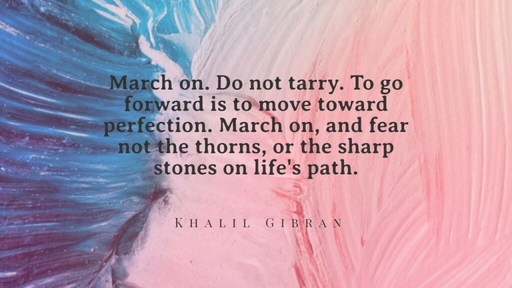 March on. Do not tarry. To go
forward is to move toward
perfection. March on, and fear
not the thorns, or the sharp
stones on life's path.
Khalil Gibran